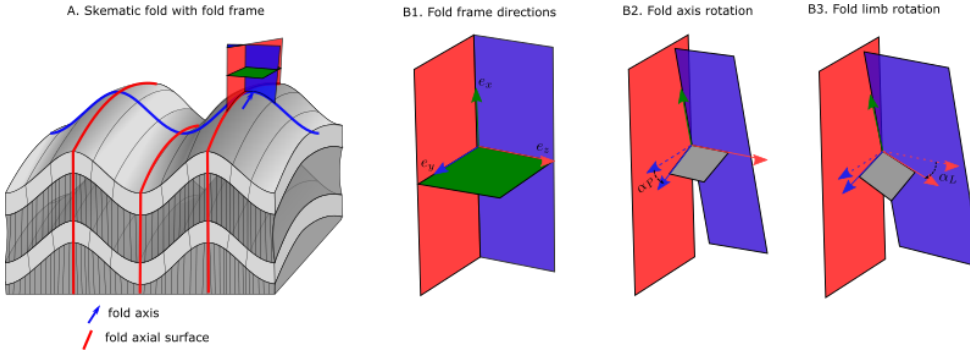 A. Skematic fold with fold frame
B1. Fold frame directions
B2. Fold axis rotation
B3. Fold limb rotation
e_x
e_y
e_z
α_P
α_L
fold axis
fold axial surface